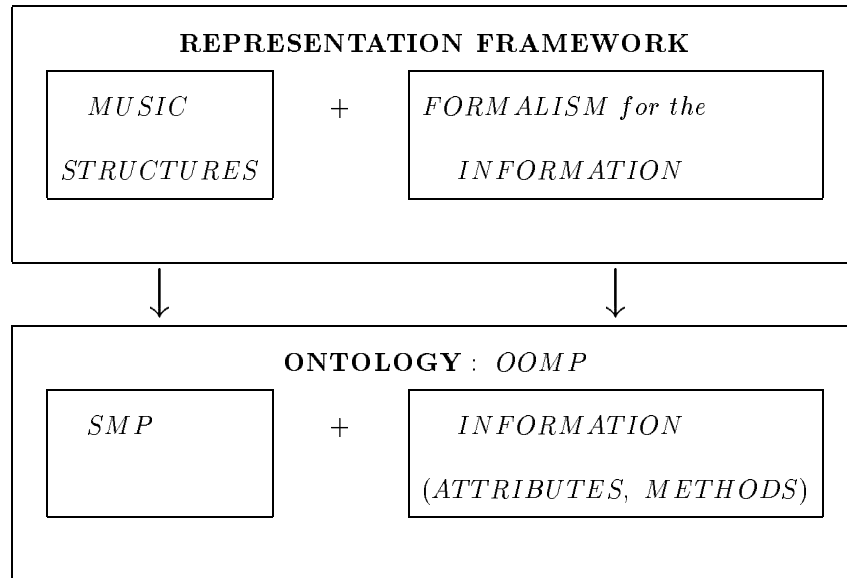 REPRESENTATION FRAMEWORK
MUSIC + FORMALISM for the
STRUCTURES INFORMATION
ONTOLOGY : OOMP
SMP + INFORMATION
(ATTRIBUTES, METHODS)